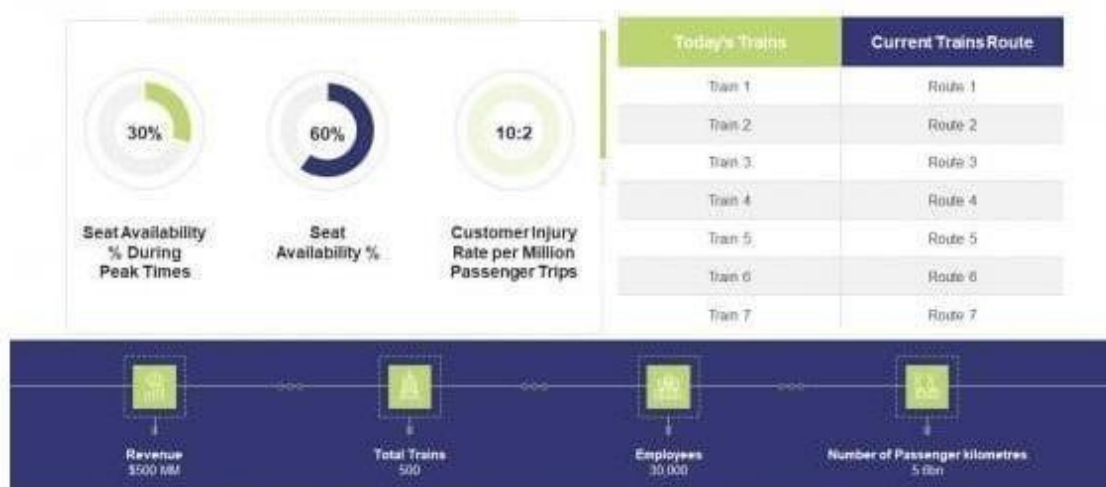 30%
60%
10:2
Seat Availability
% During
Peak Times
Seat
Availability %
Customer Injury
Rate per Million
Passenger Trips
Today's Trains Current Trains Route
Train 1 Route 1
Train 2 Route 2
Train 3 Route 3
Train 4 Route 4
Train 5 Route 5
Train 6 Route 6
Train 7 Route 7
Revenue
$500 MM
Total Trains
500
Employees
30,000
Number of Passenger kilometres